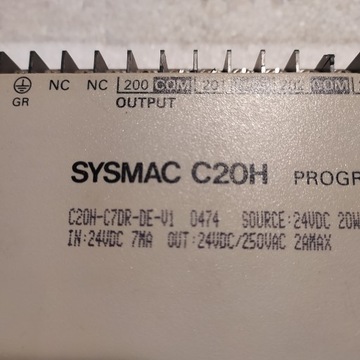 GR NC NC 200 COM 201 202 COM
OUTPUT
SYSMAC C20H PROGR
C20H-C7DR-DE-V1 0474 SOURCE:24VDC 20W
IN:24VDC 7MA OUT:24VDC/250VAC 2AMAX